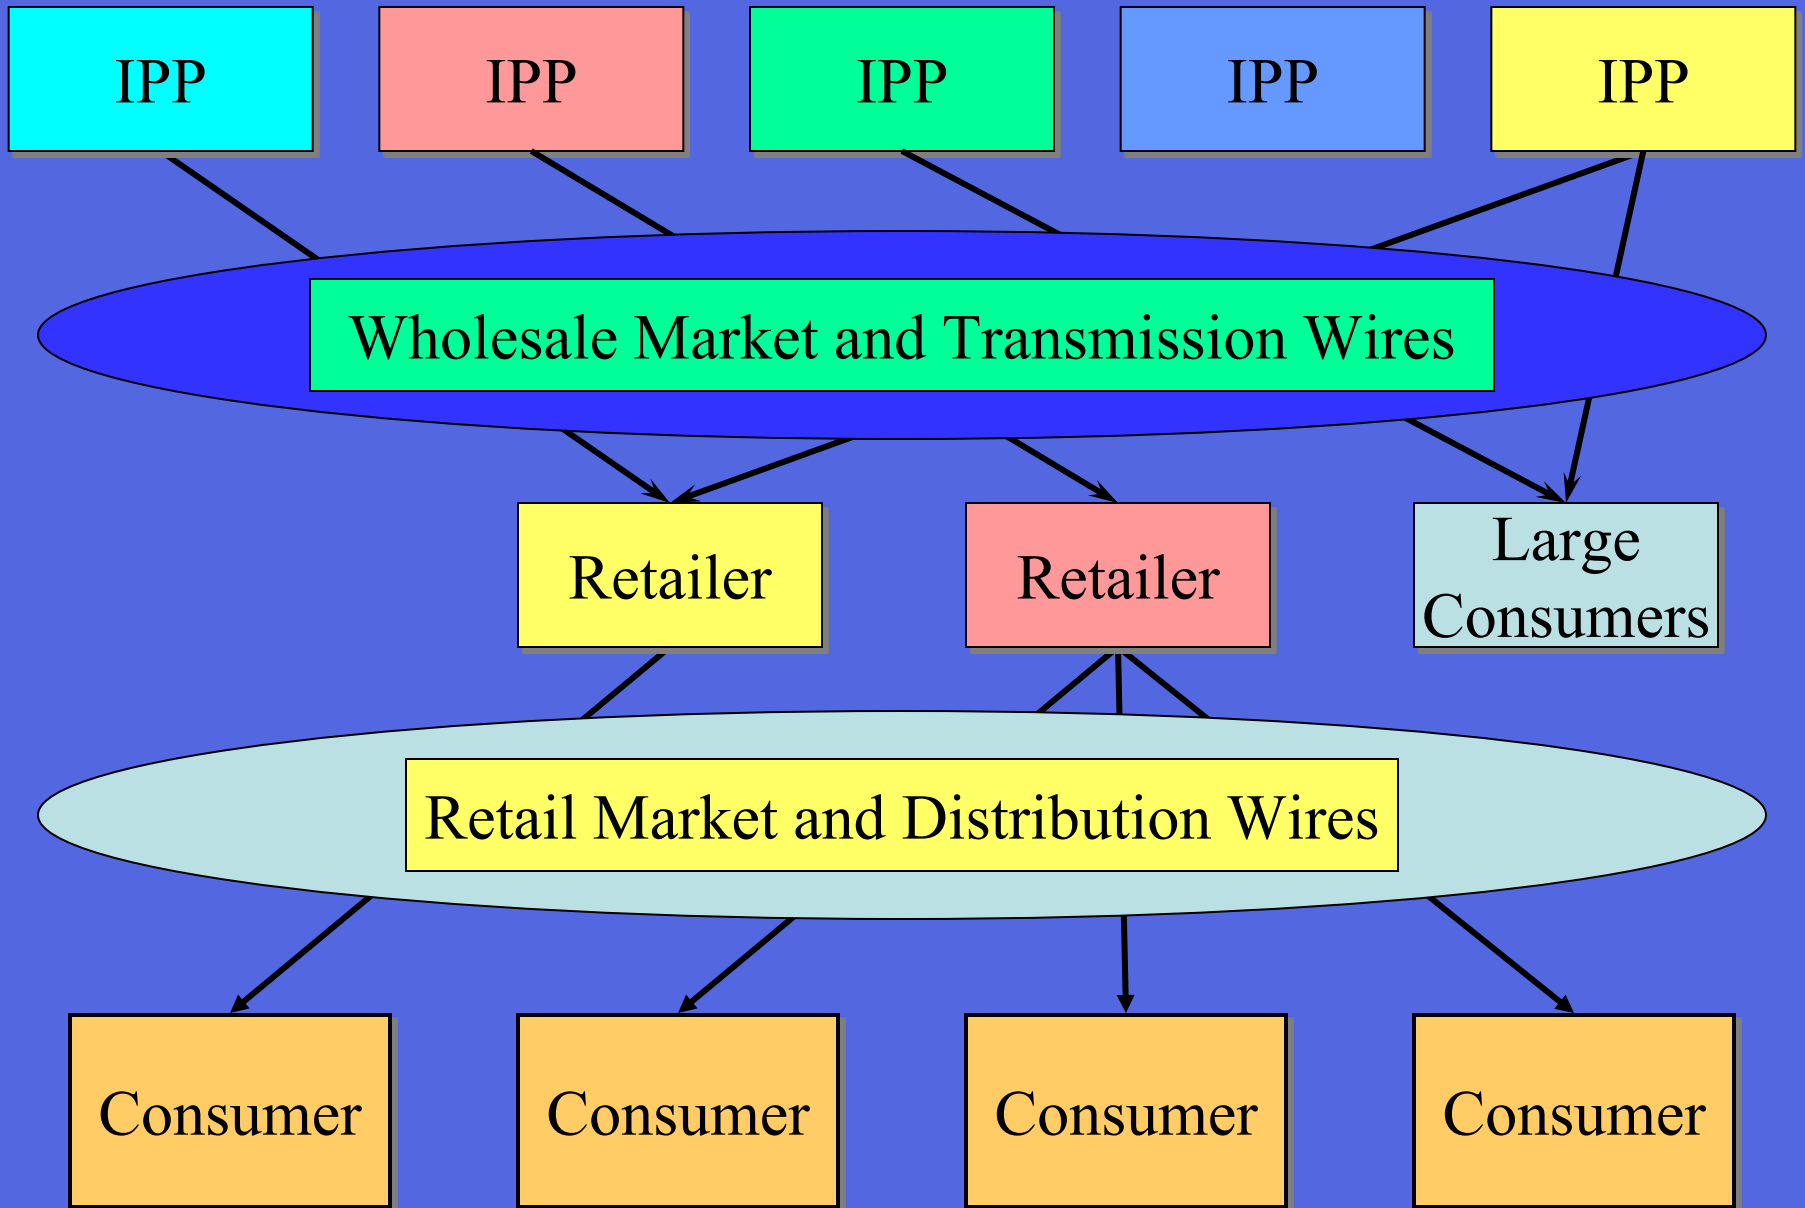 IPP
IPP
IPP
IPP
IPP
Wholesale Market and Transmission Wires
Retailer
Retailer
Large
Consumers
Retail Market and Distribution Wires
Consumer
Consumer
Consumer
Consumer